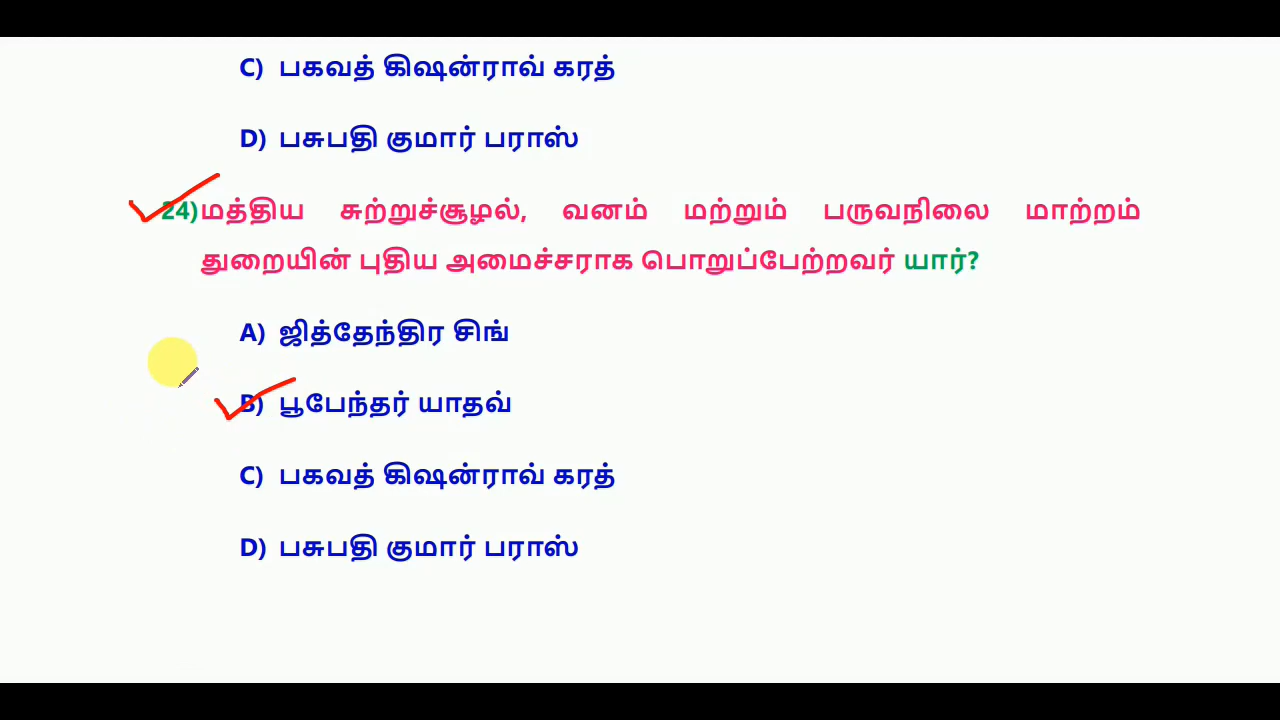 C) பகவத் கிஷன்ராவ் கரத்
D) பசுபதி குமார் பராஸ்
24)மத்திய சுற்றுச்சூழல், வனம் மற்றும் பருவநிலை மாற்றம்
துறையின் புதிய அமைச்சராக பொறுப்பேற்றவர் யார்?
A) ஜித்தேந்திர சிங்
B) பூபேந்தர் யாதவ்
C) பகவத் கிஷன்ராவ் கரத்
D) பசுபதி குமார் பராஸ்